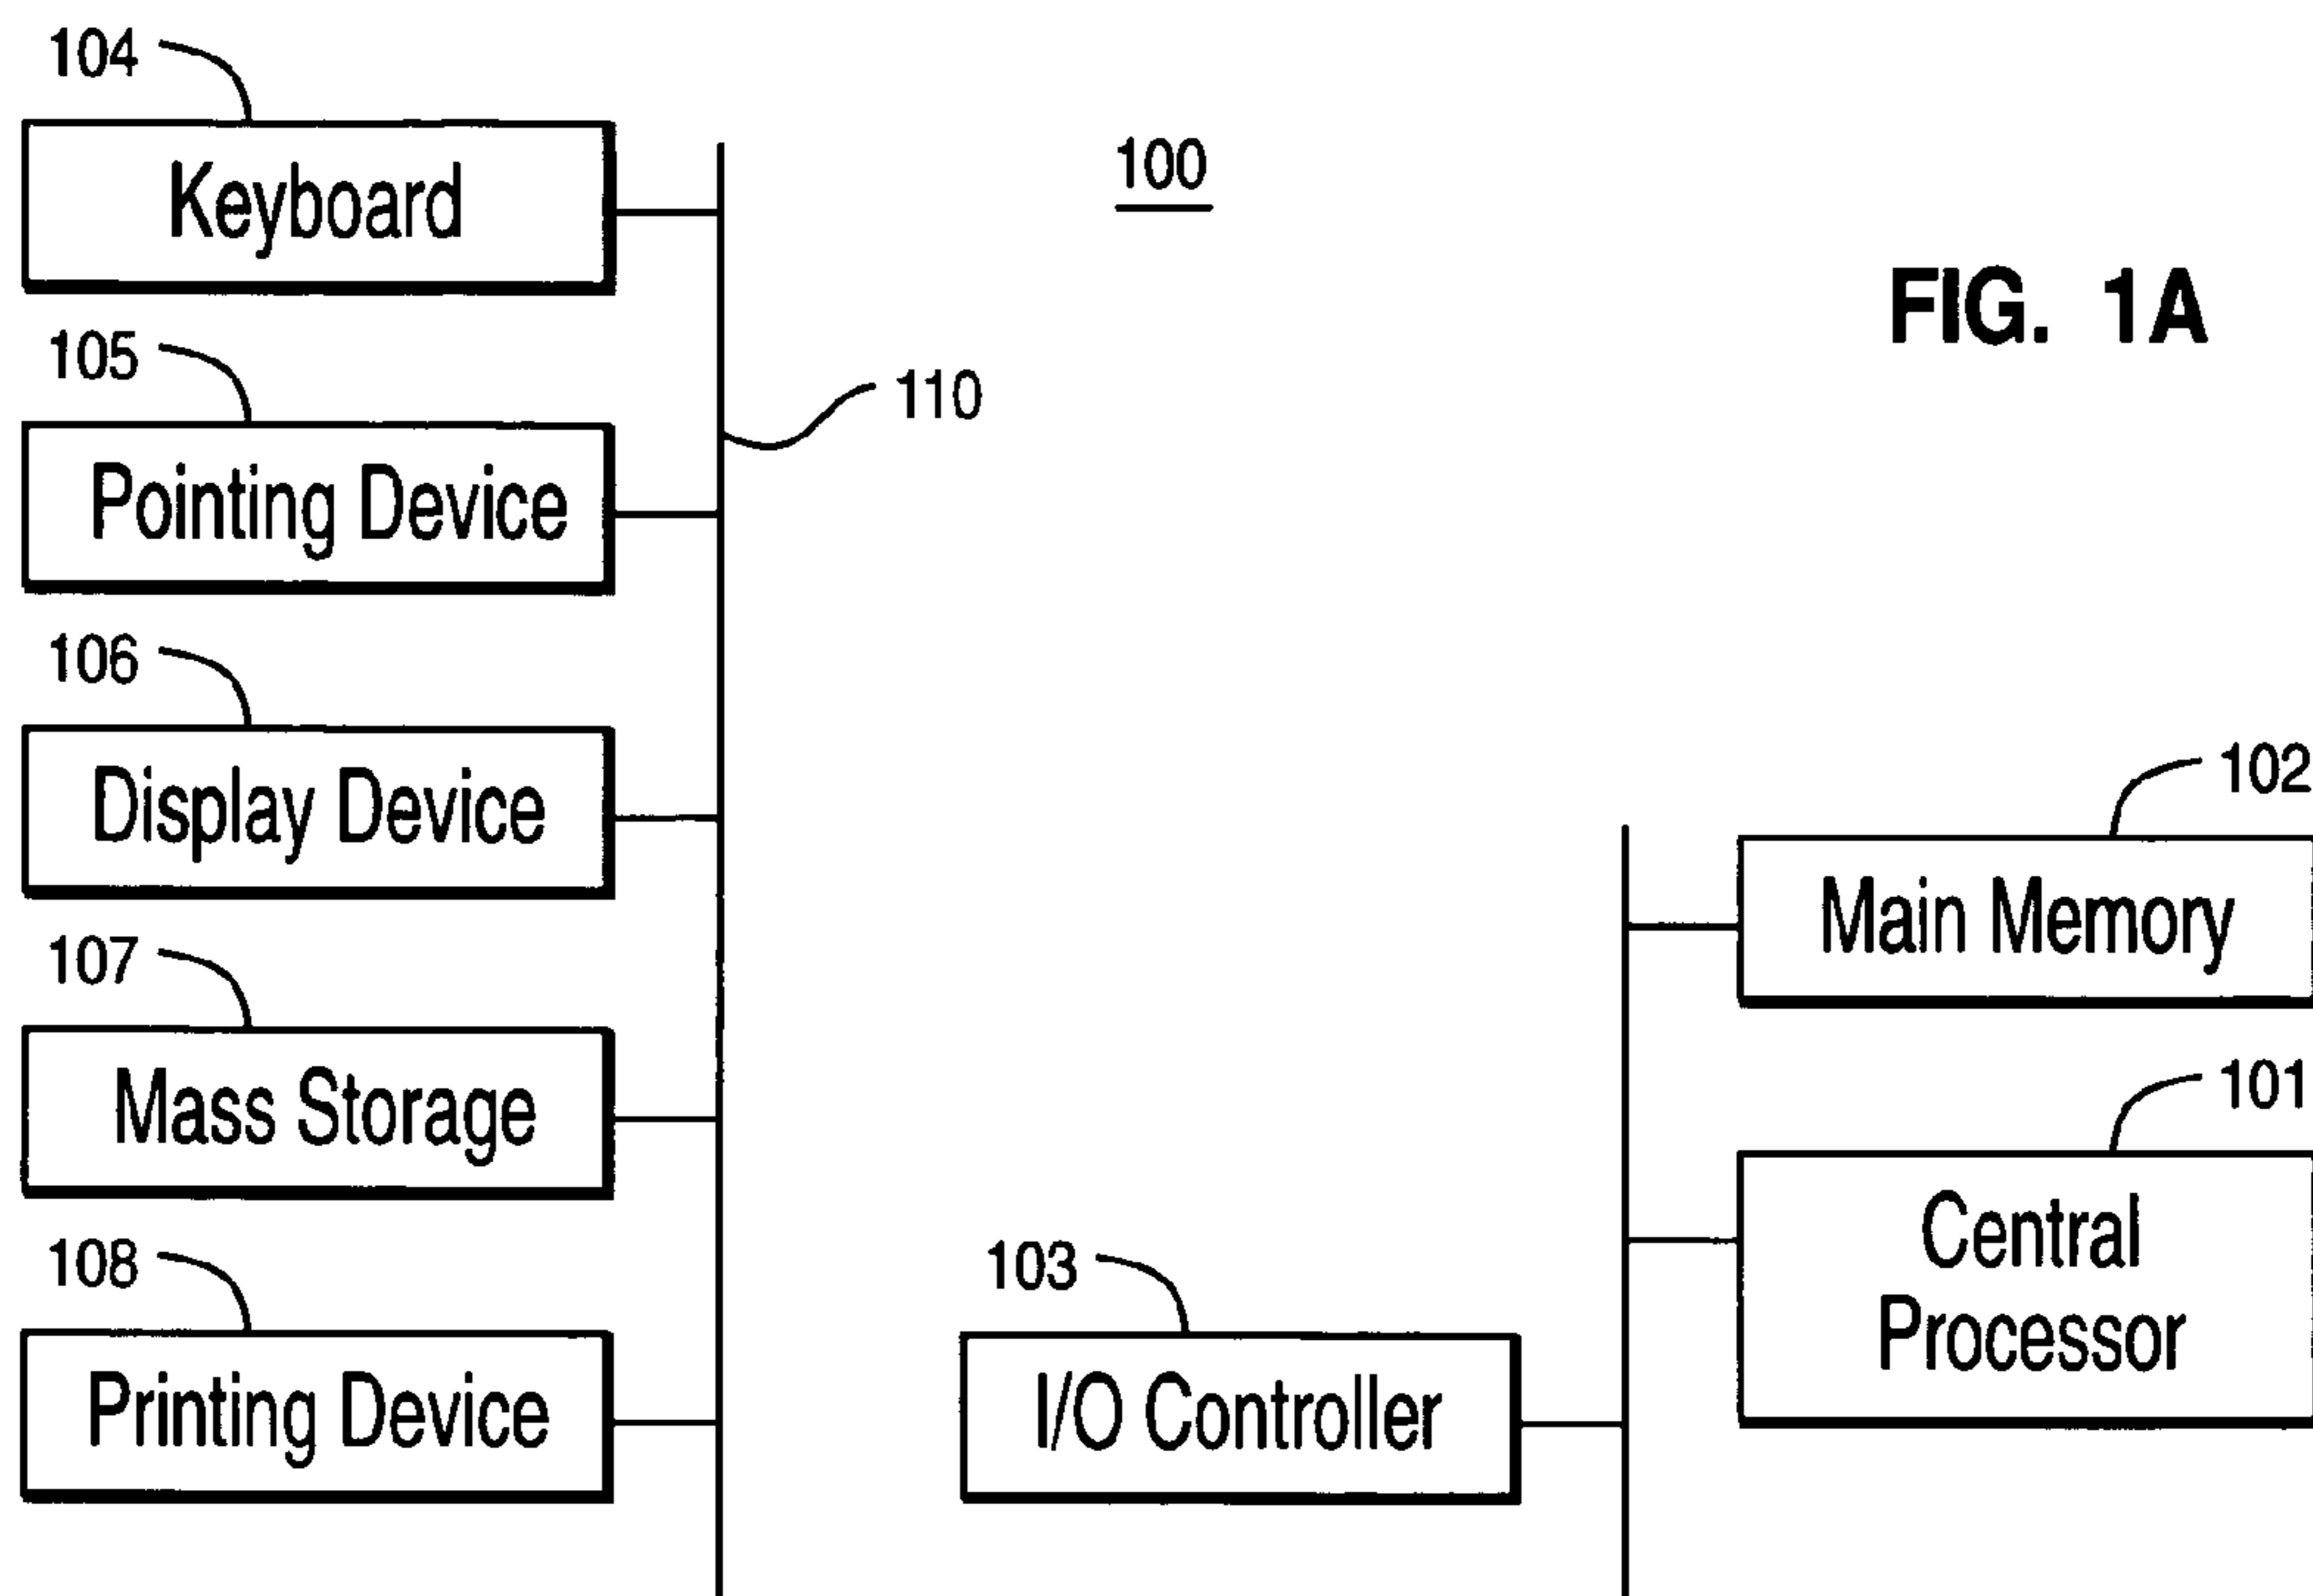 104
Keyboard
100
FIG. 1A
105
Pointing Device
110
106
Display Device
102
Main Memory
107
Mass Storage
101
Central
Processor
108
Printing Device
103
I/O Controller